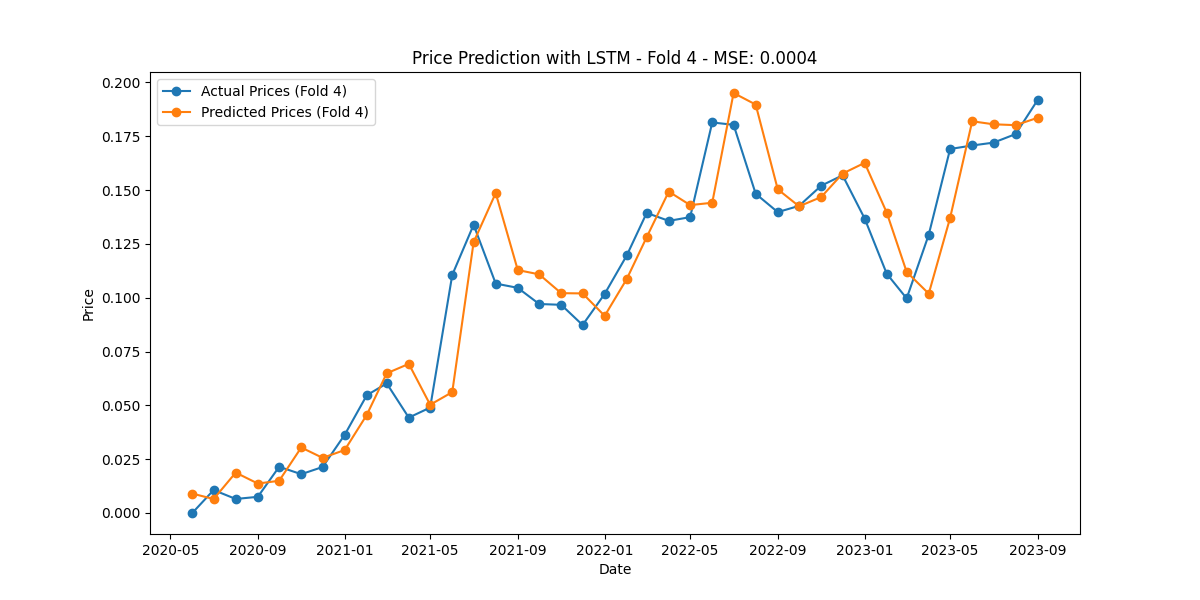 Price Prediction with LSTM - Fold 4 - MSE: 0.0004
Actual Prices (Fold 4)
Predicted Prices (Fold 4)
0.200
0.175
0.150
0.125
0.100
0.075
0.050
0.025
0.000
Price
2020-05 2020-09 2021-01 2021-05 2021-09 2022-01 2022-05 2022-09 2023-01 2023-05 2023-09
Date